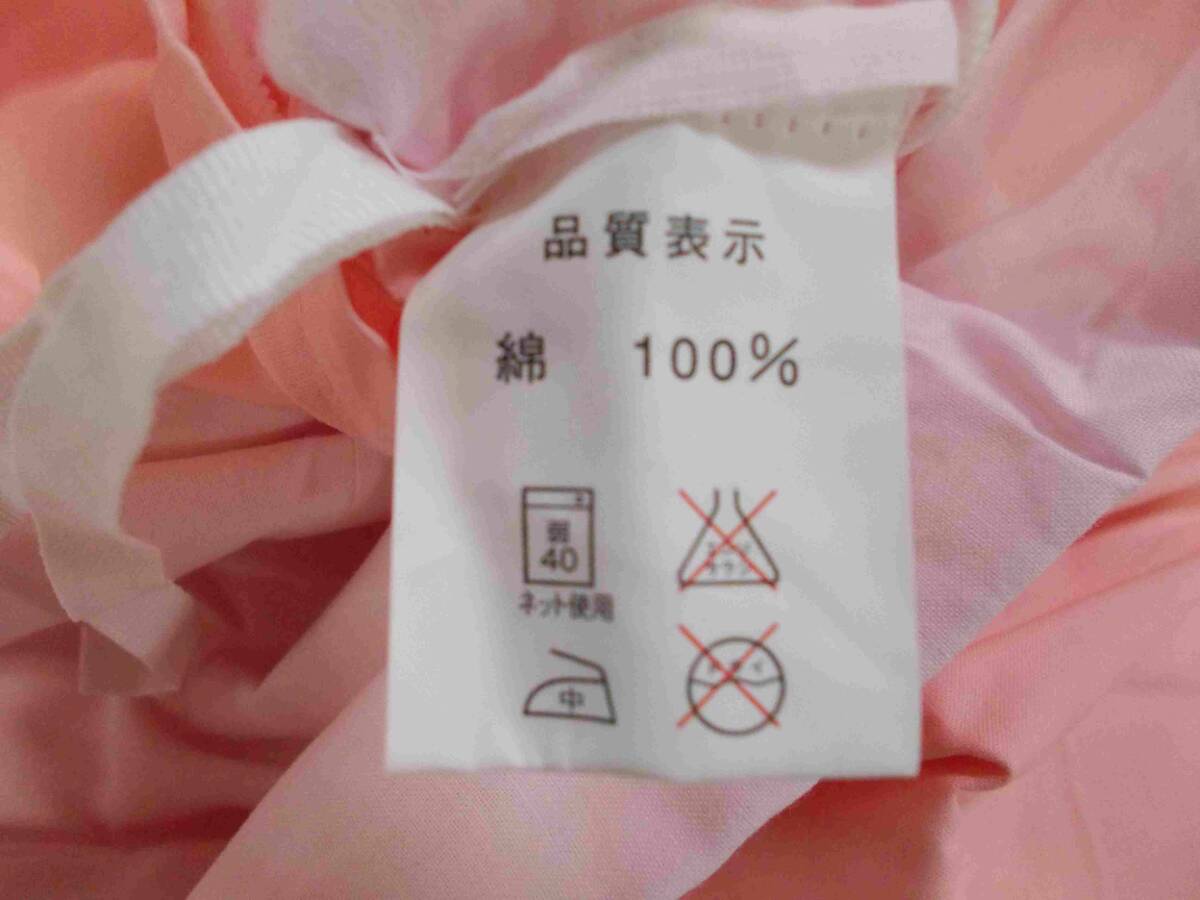 品質表示
綿 100%
弱
40
ネット使用
中